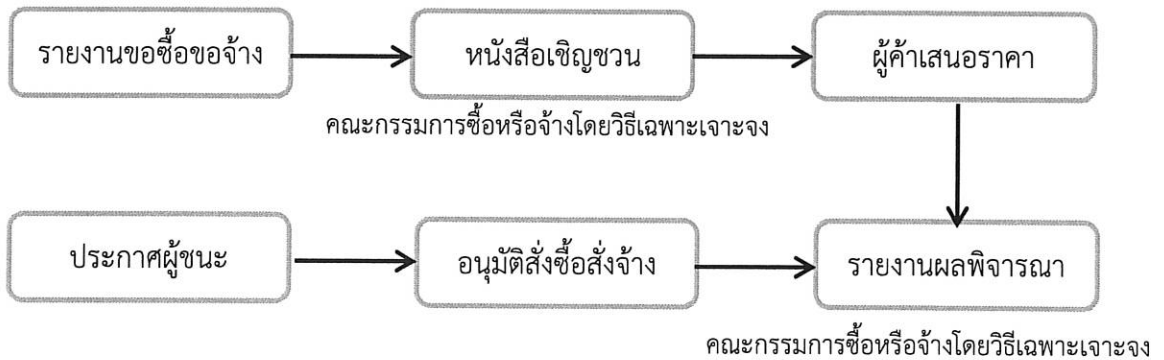 รายงานขอซื้อขอจ้าง
หนังสือเชิญชวน
ผู้ค้าเสนอราคา
คณะกรรมการซื้อหรือจ้างโดยวิธีเฉพาะเจาะจง
ประกาศผู้ชนะ
อนุมัติสั่งซื้อสั่งจ้าง
รายงานผลพิจารณา
คณะกรรมการซื้อหรือจ้างโดยวิธีเฉพาะเจาะจง